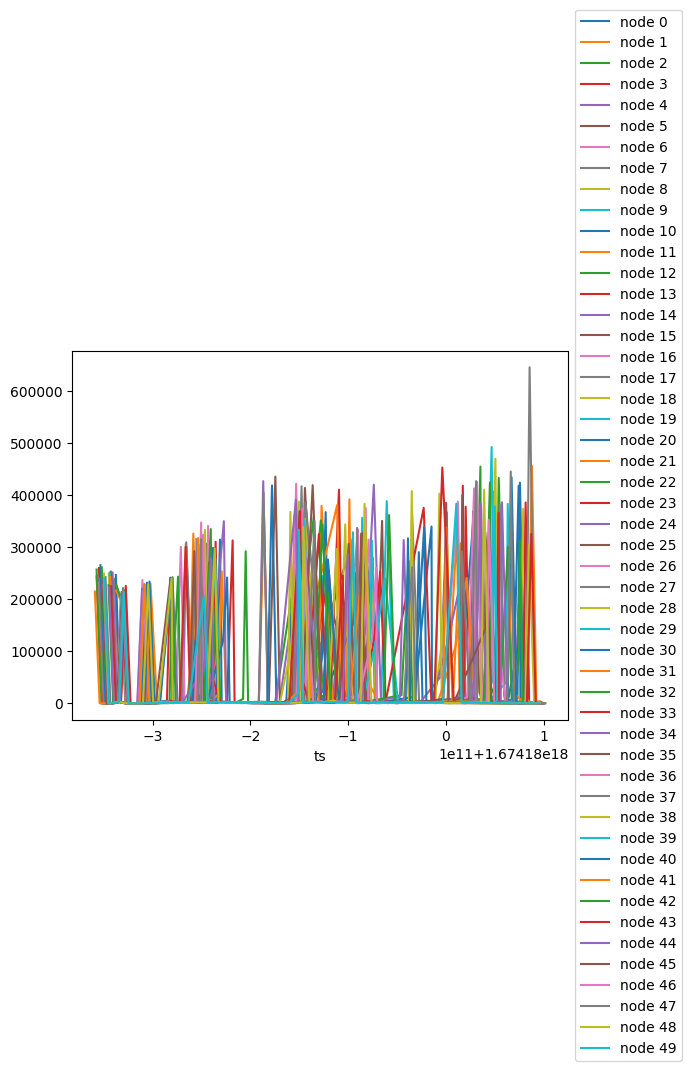 600000
500000
400000
300000
200000
100000
0
−3
−2
−1
0
1
ts
1e11+1.67418e18
node 0
node 1
node 2
node 3
node 4
node 5
node 6
node 7
node 8
node 9
node 10
node 11
node 12
node 13
node 14
node 15
node 16
node 17
node 18
node 19
node 20
node 21
node 22
node 23
node 24
node 25
node 26
node 27
node 28
node 29
node 30
node 31
node 32
node 33
node 34
node 35
node 36
node 37
node 38
node 39
node 40
node 41
node 42
node 43
node 44
node 45
node 46
node 47
node 48
node 49